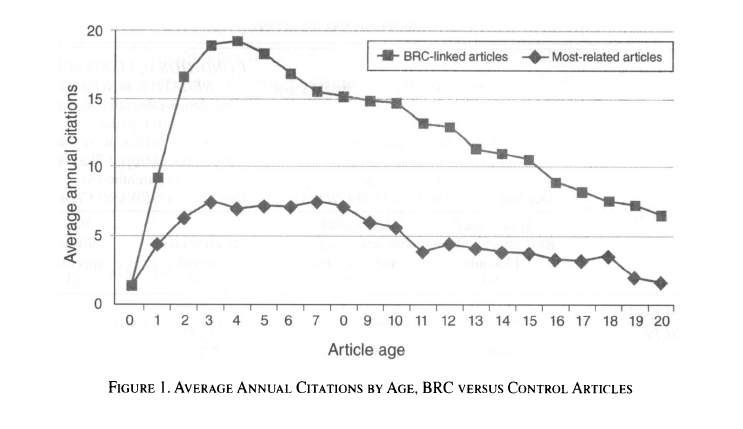 20
BRC-linked articles Most-related articles
15
10
5
0
Average annual citations
0 1 2 3 4 5 6 7 0 9 10 11 12 13 14 15 16 17 18 19 20
Article age
FIGURE 1. AVERAGE ANNUAL CITATIONS BY AGE, BRC VERSUS CONTROL ARTICLES